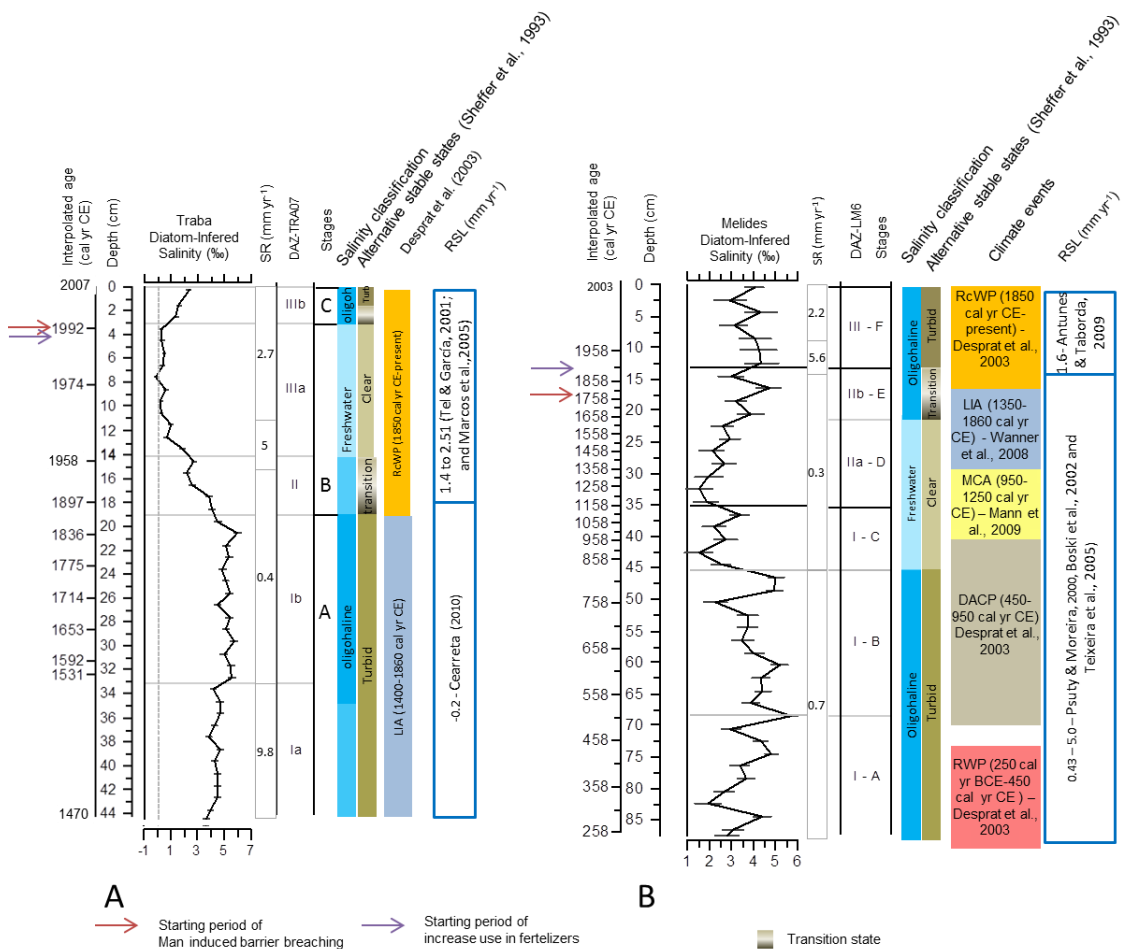 Interpolated age
(cal yr CE)
Depth (cm)
Traba
Diatom-Infered
Salinity (‰)
SR (mm yr⁻¹)
DAZ-TRA07
Stages
Salinity classification
Alternative stable states (Sheffer et al., 1993)
Desprat et al. (2003)
RSL (mm yr⁻¹)
2007
1992
1974
1958
1897
1836
1775
1714
1653
1592
1531
1470
0
2
4
6
8
10
12
14
16
18
20
22
24
26
28
30
32
34
36
38
40
42
44
-1
1
3
5
7
2.7
5
0.4
9.8
IIIb
IIIa
II
Ib
Ia
C
B
A
oligoh
Freshwater
oligohaline
Turb
Clear
transition
Turbid
RcWP (1850 cal yr CE-present)
LIA (1400-1860 cal yr CE)
1.4 to 2.51 (Tel & García, 2001;
and Marcos et al.,2005)
-0.2 - Cearreta (2010)
A
Interpolated age
(cal yr CE)
Depth (cm)
Melides
Diatom-Infered
Salinity (‰)
SR (mm yr⁻¹)
DAZ-LM6
Stages
Salinity classification
Alternative stable states (Sheffer et al., 1993)
Climate events
RSL (mm yr⁻¹)
2003
1958
1858
1758
1658
1558
1458
1358
1258
1158
1058
958
858
758
658
558
458
358
258
0
5
10
15
20
25
30
35
40
45
50
55
60
65
70
75
80
85
1
2
3
4
5
6
2.2
5.6
0.3
0.7
III - F
IIb - E
IIa - D
I - C
I - B
I - A
Oligohaline
Freshwater
Oligohaline
Turbid
Transition
Clear
Turbid
RcWP (1850
cal yr CE-
present) -
Desprat et al.,
2003
LIA (1350-
1860 cal yr
CE) - Wanner
et al., 2008
MCA (950-
1250 cal yr
CE) – Mann et
al., 2009
DACP (450-
950 cal yr CE)
Desprat et al.,
2003
RWP (250 cal
yr BCE-450
cal yr CE ) –
Desprat et al.,
2003
1.6- Antunes
& Taborda,
2009
0.43 – 5.0 – Psuty & Moreira, 2000, Boski et al., 2002 and
Teixeira et al., 2005)
B
Starting period of
Man induced barrier breaching
Starting period of
increase use in fertelizers
Transition state